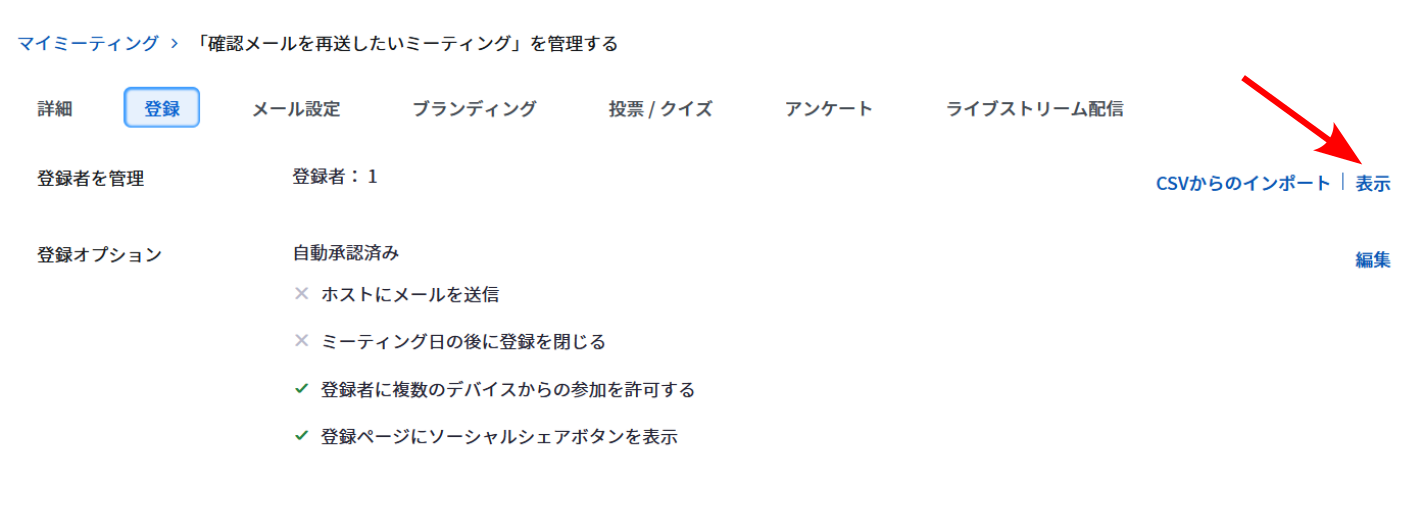 マイミーティング > 「確認メールを再送したいミーティング」を管理する
詳細 登録 メール設定 ブランディング 投票 / クイズ アンケート ライブストリーム配信
登録者を管理 登録者： 1 CSVからのインポート | 表示
登録オプション 自動承認済み 編集
× ホストにメールを送信
× ミーティング日の後に登録を閉じる
✓ 登録者に複数のデバイスからの参加を許可する
✓ 登録ページにソーシャルシェアボタンを表示